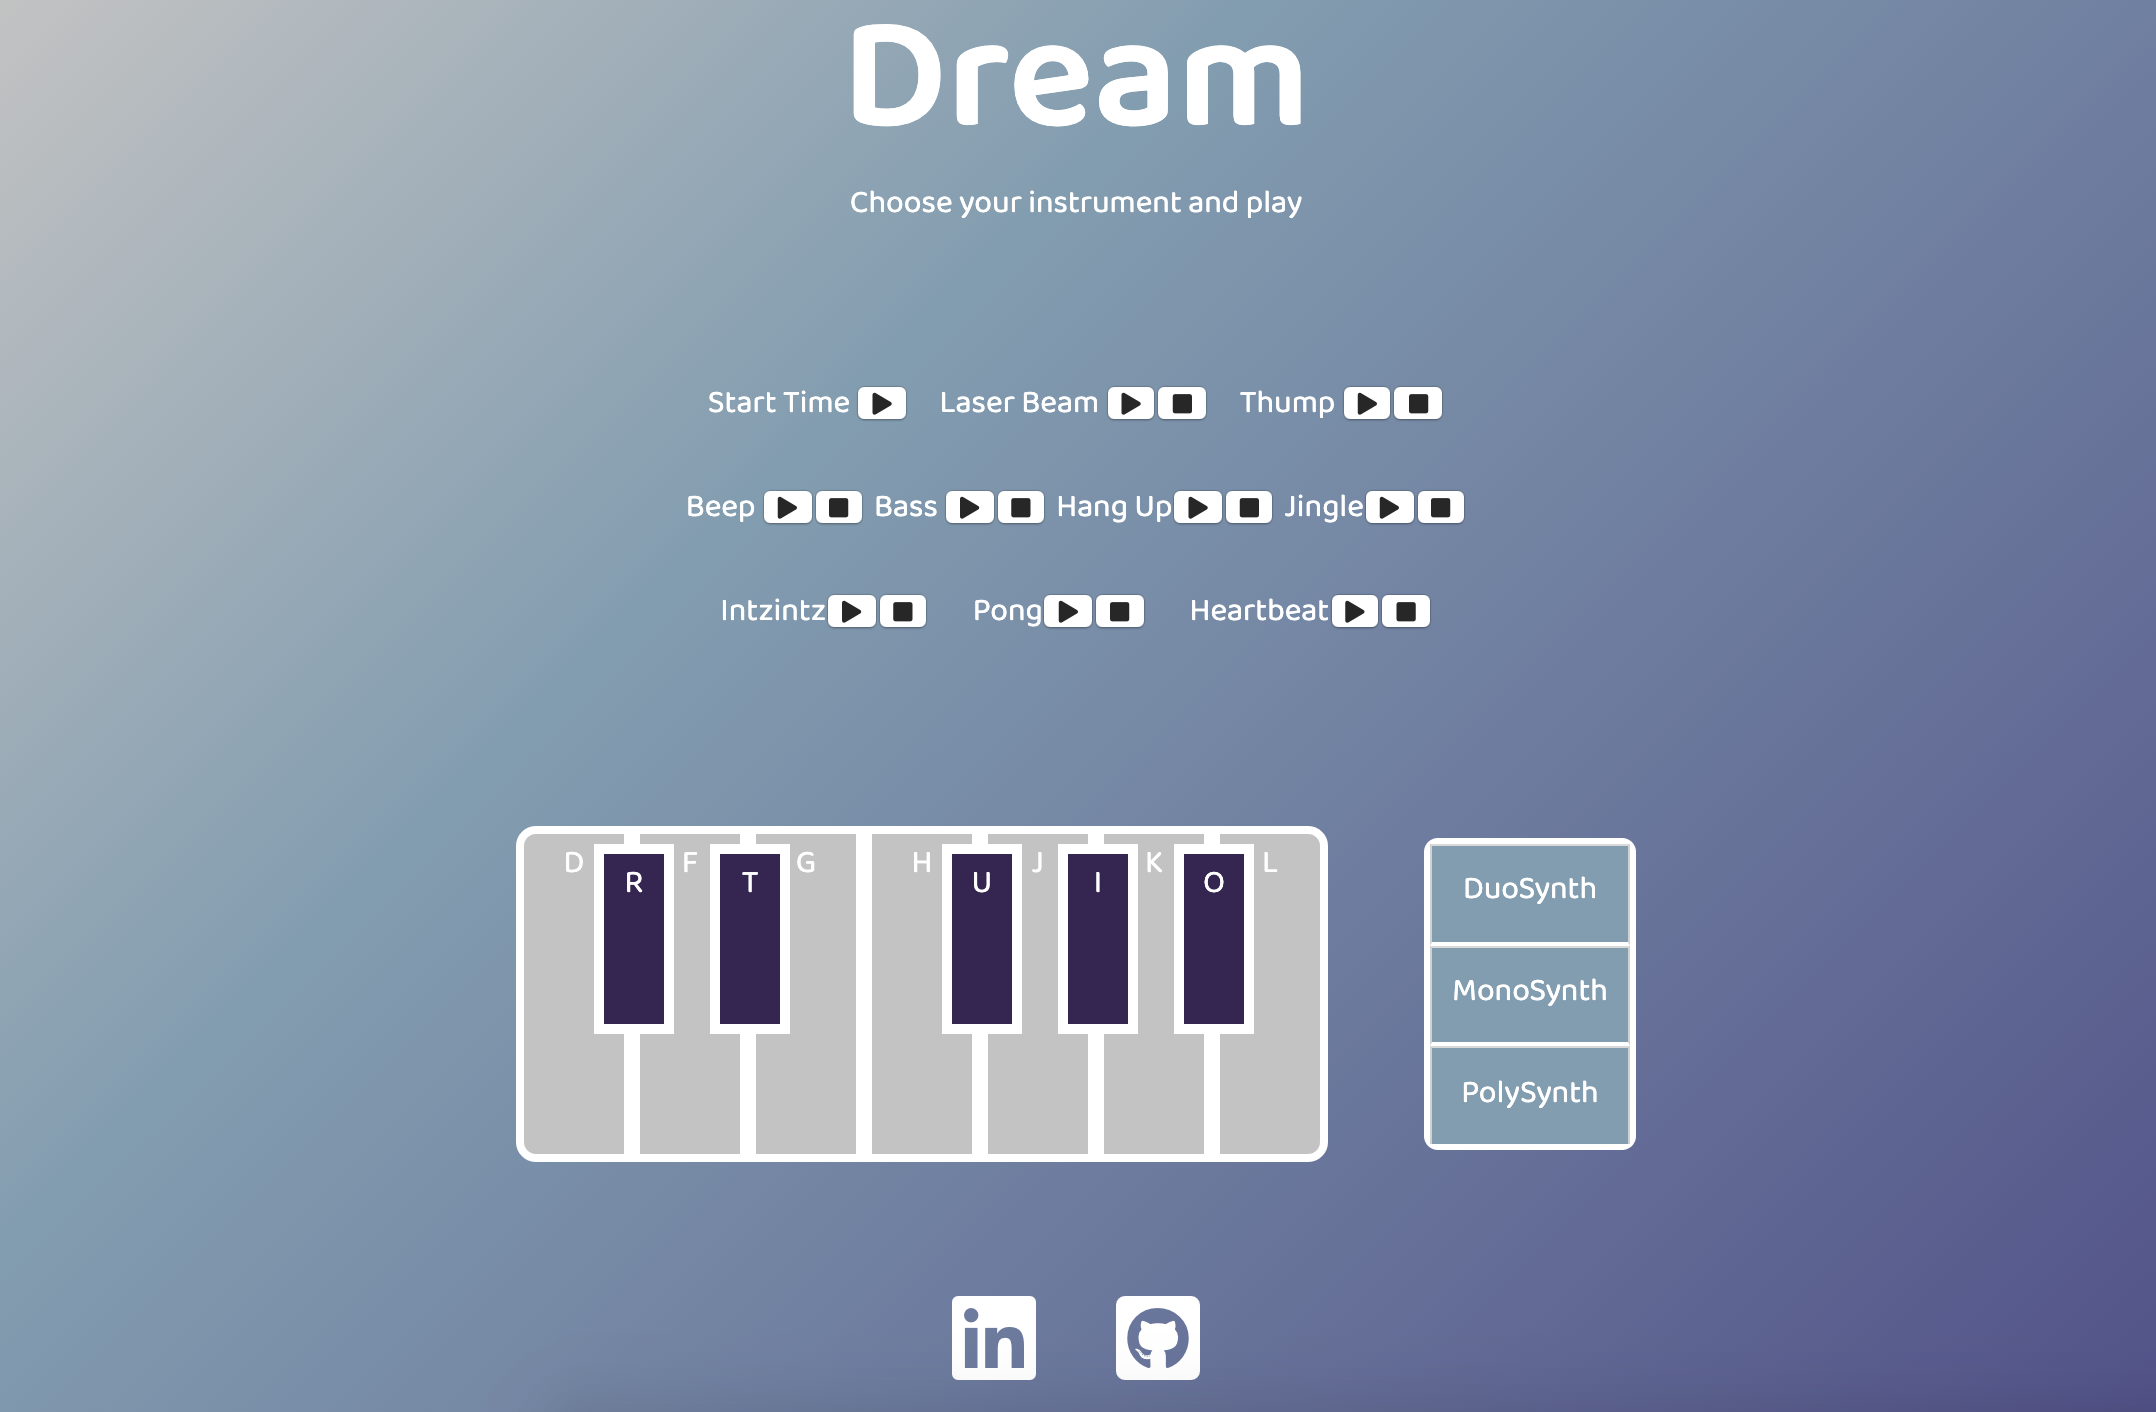 Dream
Choose your instrument and play
Start Time Laser Beam Thump
Beep Bass Hang Up Jingle
Intzintz Pong Heartbeat
D F G H J K L
R T U I O
DuoSynth
MonoSynth
PolySynth
in